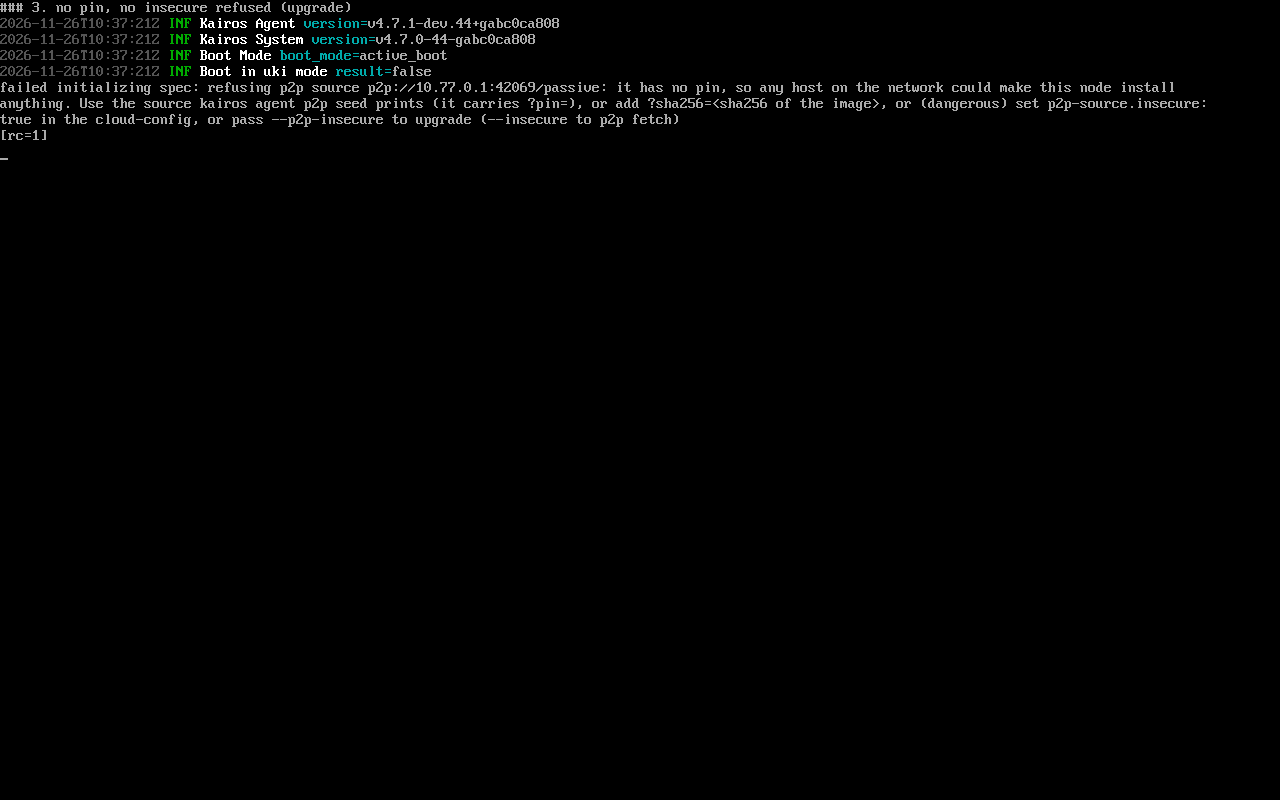 ### 3. no pin, no insecure refused (upgrade)
2026-11-26T10:37:21Z INF Kairos Agent version=v4.7.1-dev.44+gabc0ca808
2026-11-26T10:37:21Z INF Kairos System version=v4.7.0-44-gabc0ca808
2026-11-26T10:37:21Z INF Boot Mode boot_mode=active_boot
2026-11-26T10:37:21Z INF Boot in uki mode result=false
failed initializing spec: refusing p2p source p2p://10.77.0.1:42069/passive: it has no pin, so any host on the network could make this node install
anything. Use the source kairos agent p2p seed prints (it carries ?pin=), or add ?sha256=<sha256 of the image>, or (dangerous) set p2p-source.insecure:
true in the cloud-config, or pass --p2p-insecure to upgrade (--insecure to p2p fetch)
[rc=1]